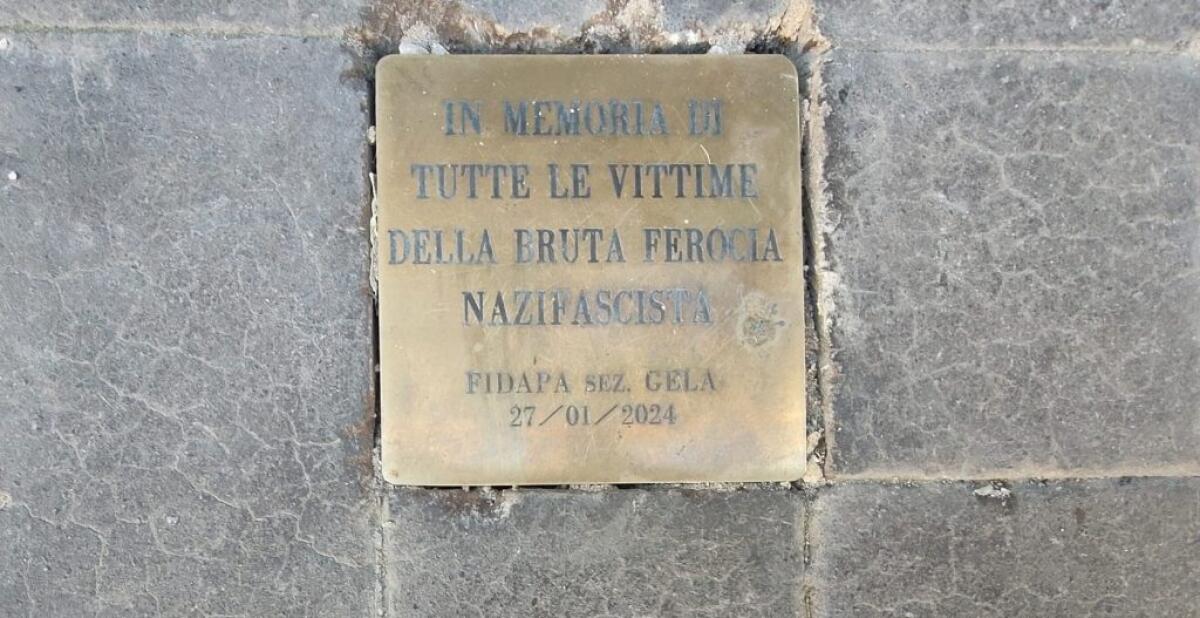 IN MEMORIA DI
TUTTE LE VITTIME
DELLA BRUTA FEROCIA
NAZIFASCISTA
FIDAPA SEZ. GELA
27/01/2024